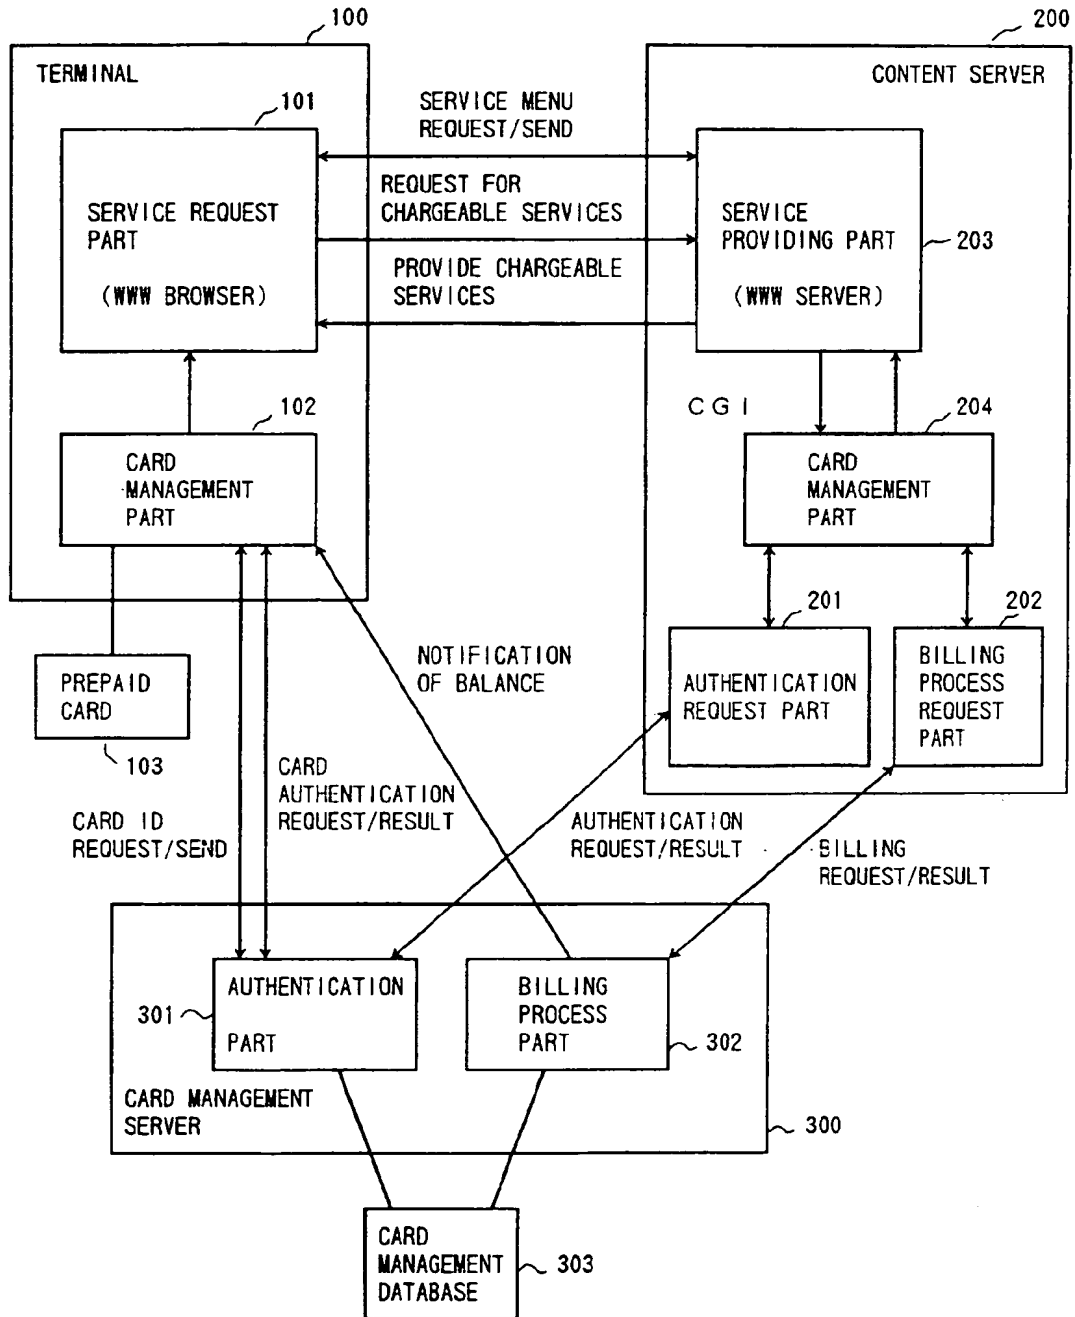 100
200
TERMINAL
CONTENT SERVER
101
SERVICE MENU
REQUEST/SEND
REQUEST FOR
CHARGEABLE SERVICES
SERVICE REQUEST
PART
(WWW BROWSER)
SERVICE
PROVIDING PART
(WWW SERVER)
203
PROVIDE CHARGEABLE
SERVICES
102
CGI
204
CARD
MANAGEMENT
PART
CARD
MANAGEMENT
PART
201
202
PREPAID
CARD
103
NOTIFICATION
OF BALANCE
AUTHENTICATION
REQUEST PART
BILLING
PROCESS
REQUEST
PART
CARD ID
REQUEST/SEND
CARD
AUTHENTICATION
REQUEST/RESULT
AUTHENTICATION
REQUEST/RESULT
BILLING
REQUEST/RESULT
301
AUTHENTICATION
PART
BILLING
PROCESS
PART
302
CARD MANAGEMENT
SERVER
300
CARD
MANAGEMENT
DATABASE
303